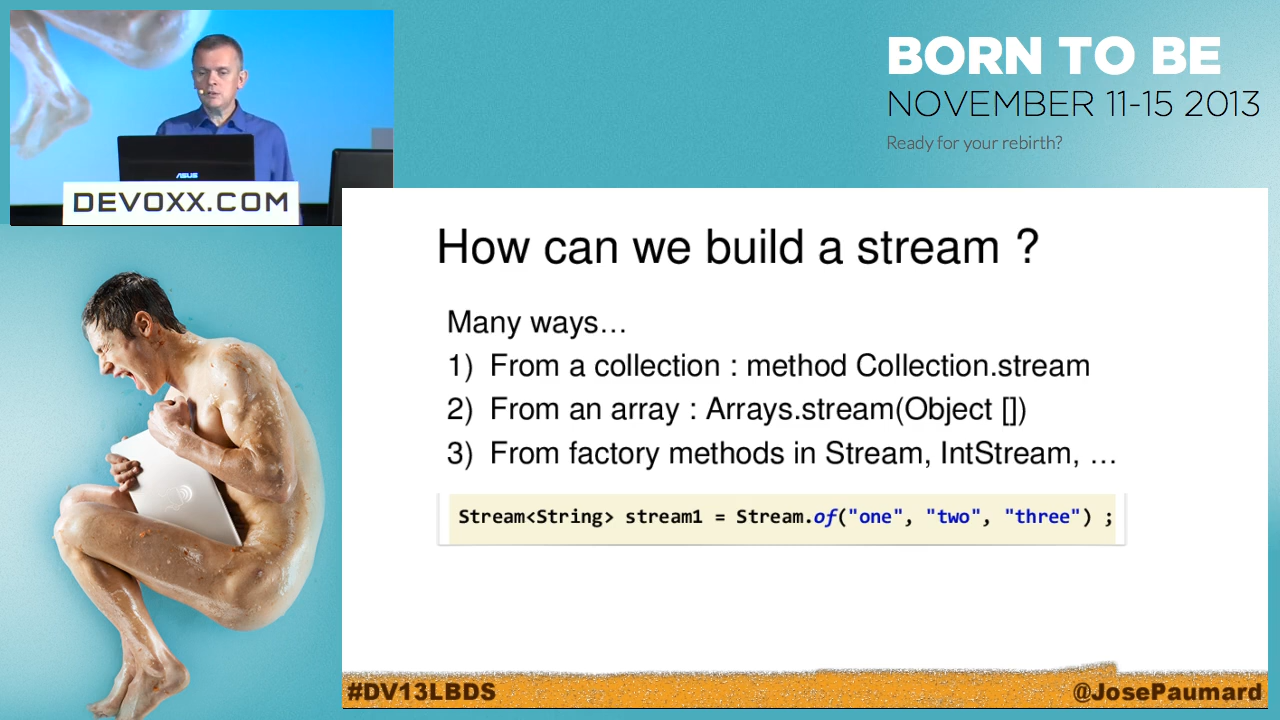 BORN TO BE
NOVEMBER 11-15 2013
Ready for your rebirth?
ASUS
DEVOXX.COM
How can we build a stream ?
Many ways…
1) From a collection : method Collection.stream
2) From an array : Arrays.stream(Object [])
3) From factory methods in Stream, IntStream, …
Stream<String> stream1 = Stream.of("one", "two", "three") ;
#DV13LBDS
@JosePaumard